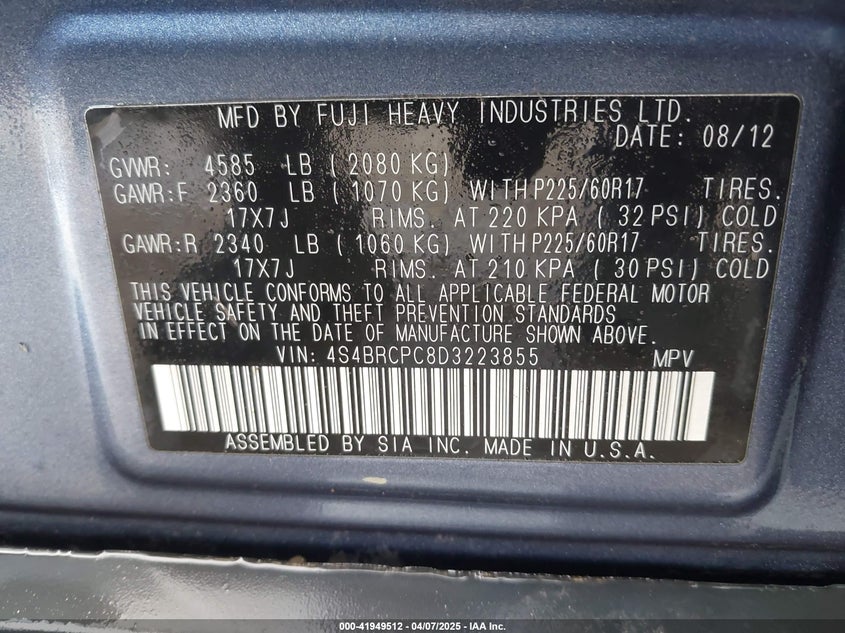 MFD BY FUJI HEAVY INDUSTRIES LTD.
DATE: 08/12
GVWR: 4585 LB ( 2080 KG)
GAWR:F 2360 LB ( 1070 KG) WITH P225/60R17 TIRES.
17X7J RIMS. AT 220 KPA ( 32 PSI) COLD
GAWR:R 2340 LB ( 1060 KG) WITH P225/60R17 TIRES.
17X7J RIMS. AT 210 KPA ( 30 PSI) COLD
THIS VEHICLE CONFORMS TO ALL APPLICABLE FEDERAL MOTOR
VEHICLE SAFETY AND THEFT PREVENTION STANDARDS
IN EFFECT ON THE DATE OF MANUFACTURE SHOWN ABOVE.
VIN: 4S4BRCPC8D3223855 MPV
ASSEMBLED BY SIA INC. MADE IN U.S.A.
000-41949512 - 04/07/2025 - IAA Inc.